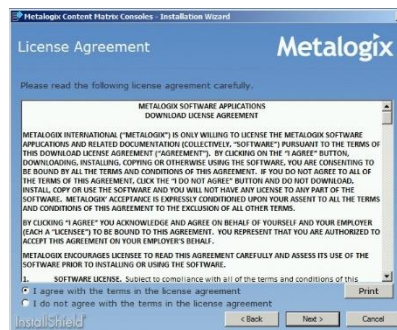 Metalogix Content Matrix Consoles - Installation Wizard
License Agreement
Metalogix
Please read the following license agreement carefully.
METALOGIX SOFTWARE APPLICATIONS
DOWNLOAD LICENSE AGREEMENT
METALOGIX INTERNATIONAL ("METALOGIX") IS ONLY WILLING TO LICENSE THE METALOGIX SOFTWARE
APPLICATIONS AND RELATED DOCUMENTATION (COLLECTIVELY, "SOFTWARE") PURSUANT TO THE TERMS OF
THIS DOWNLOAD LICENSE AGREEMENT ("AGREEMENT"). BY CLICKING ON THE "I AGREE" BUTTON,
DOWNLOADING, INSTALLING, COPYING OR OTHERWISE USING THE SOFTWARE, YOU ARE CONSENTING TO
BE BOUND BY ALL THE TERMS AND CONDITIONS OF THIS AGREEMENT. IF YOU DO NOT AGREE TO ALL OF
THE TERMS OF THIS AGREEMENT, CLICK THE "I DO NOT AGREE" BUTTON AND DO NOT DOWNLOAD,
INSTALL, COPY OR USE THE SOFTWARE AND YOU WILL NOT HAVE ANY LICENSE TO ANY PART OF THE
SOFTWARE. METALOGIX' ACCEPTANCE IS EXPRESSLY CONDITIONED UPON YOUR ASSENT TO ALL THE TERMS
AND CONDITIONS OF THIS AGREEMENT TO THE EXCLUSION OF ALL OTHER TERMS.
BY CLICKING "I AGREE" YOU ACKNOWLEDGE AND AGREE ON BEHALF OF YOURSELF AND YOUR EMPLOYER
(EACH A "LICENSEE") TO BE BOUND TO THIS AGREEMENT. YOU REPRESENT THAT YOU ARE AUTHORIZED TO
ACCEPT THIS AGREEMENT ON YOUR EMPLOYER'S BEHALF.
METALOGIX ENCOURAGES LICENSEE TO READ THIS AGREEMENT CAREFULLY AND ASSESS ITS USE OF THE
SOFTWARE PRIOR TO INSTALLING OR USING THE SOFTWARE.
1. SOFTWARE LICENSE. Subject to compliance with all of the terms and conditions of this
I agree with the terms in the license agreement
Print
I do not agree with the terms in the license agreement
InstallShield
< Back
Next >
Cancel